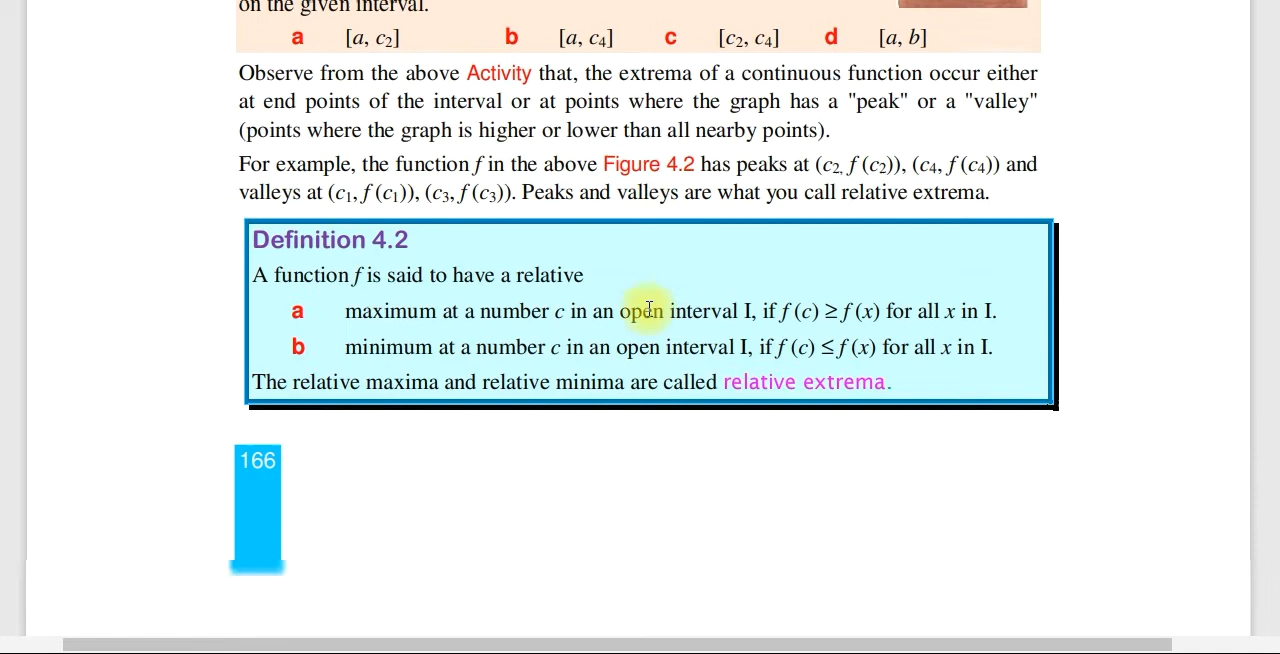 on the given interval.
a [a, c₂] b [a, c₄] c [c₂, c₄] d [a, b]
Observe from the above Activity that, the extrema of a continuous function occur either
at end points of the interval or at points where the graph has a "peak" or a "valley"
(points where the graph is higher or lower than all nearby points).
For example, the function f in the above Figure 4.2 has peaks at (c₂, f (c₂)), (c₄, f (c₄)) and
valleys at (c₁, f (c₁)), (c₃, f (c₃)). Peaks and valleys are what you call relative extrema.
Definition 4.2
A function f is said to have a relative
a maximum at a number c in an open interval I, if f (c) ≥ f (x) for all x in I.
b minimum at a number c in an open interval I, if f (c) ≤ f (x) for all x in I.
The relative maxima and relative minima are called relative extrema.
166